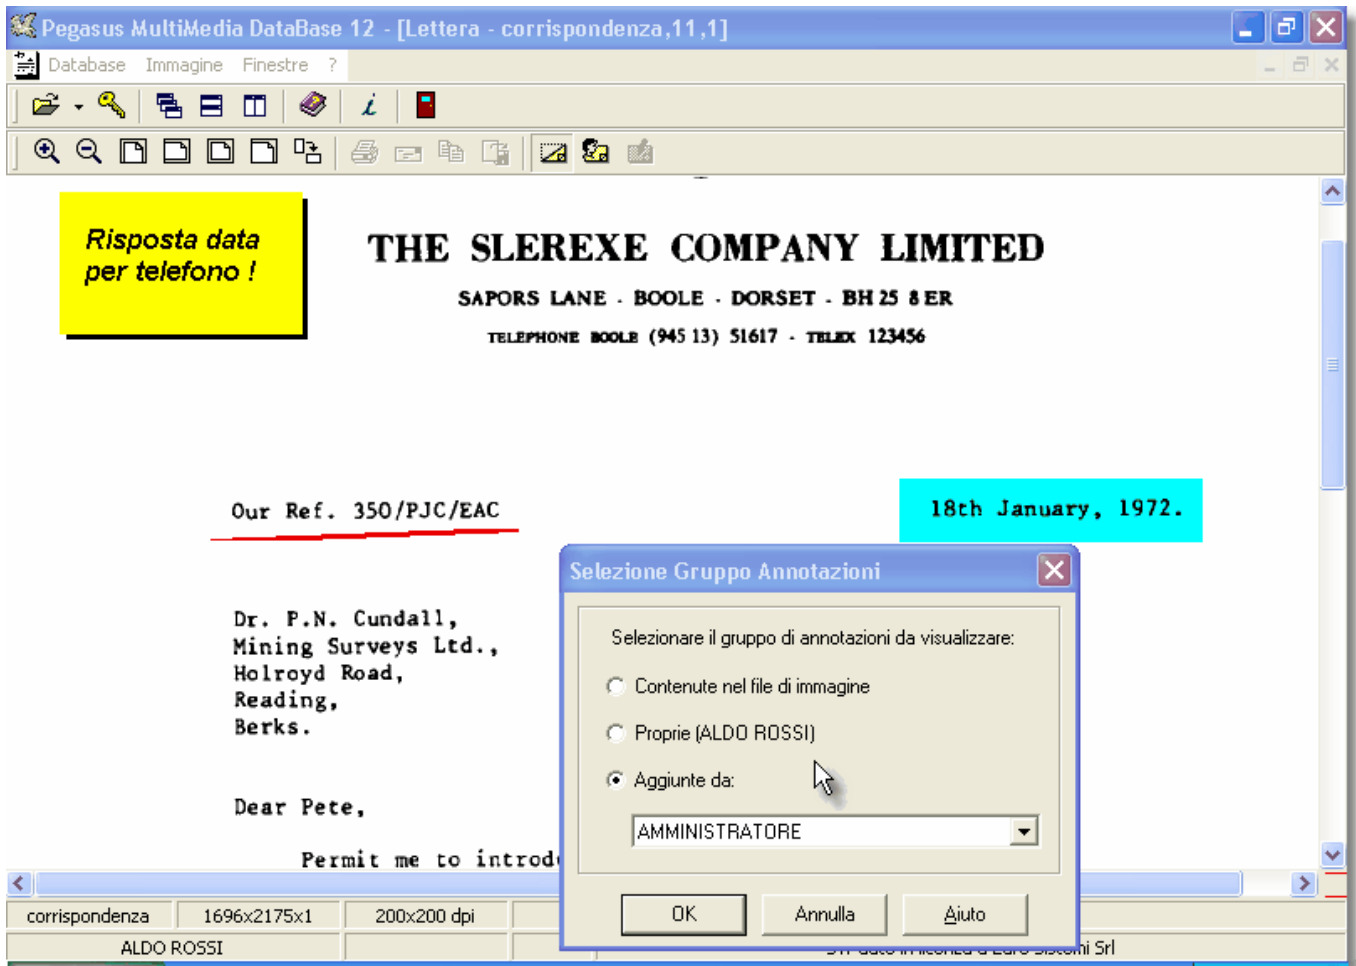 Pegasus MultiMedia DataBase 12 - [Lettera - corrispondenza,11,1]
Database Immagine Finestre ?
Risposta data
per telefono !
THE SLEREXE COMPANY LIMITED
SAPORS LANE - BOOLE - DORSET - BH 25 8 ER
TELEPHONE BOOLE (945 13) 51617 - TELEX 123456
Our Ref. 350/PJC/EAC
18th January, 1972.
Dr. P.N. Cundall,
Mining Surveys Ltd.,
Holroyd Road,
Reading,
Berks.
Dear Pete,
Permit me to
Selezione Gruppo Annotazioni
Selezionare il gruppo di annotazioni da visualizzare:
Contenute nel file di immagine
Proprie (ALDO ROSSI)
Aggiunte da:
AMMINISTRATORE
OK Annulla Aiuto
corrispondenza 1696x2175x1 200x200 dpi
ALDO ROSSI
Srl